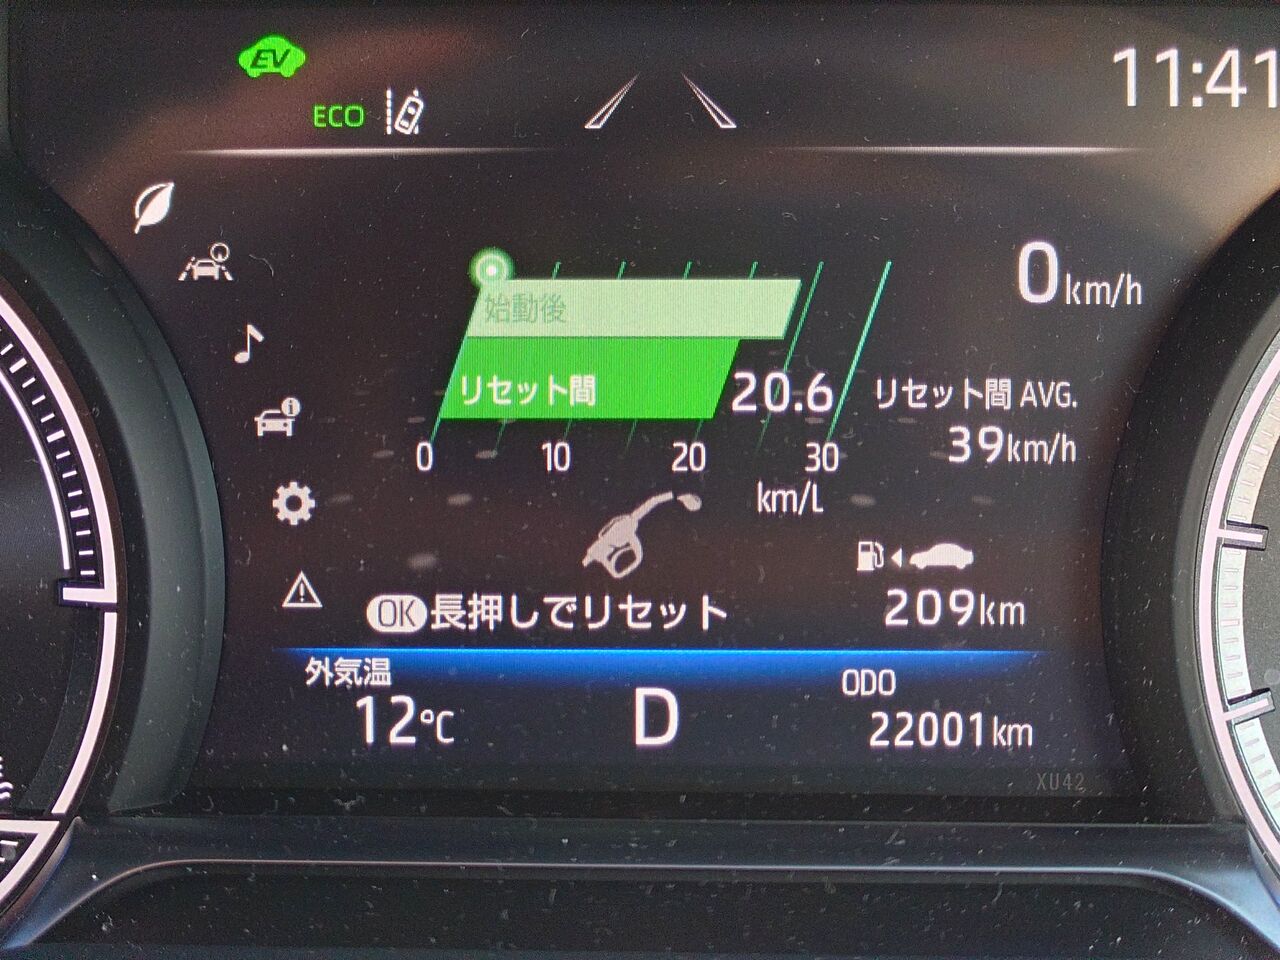 EV
11:41
ECO
0km/h
始動後
リセット間
20.6
リセット間 AVG.
39km/h
0 10 20 30
km/L
OK長押しでリセット
209km
外気温
ODO
12℃
D
22001km
XU42